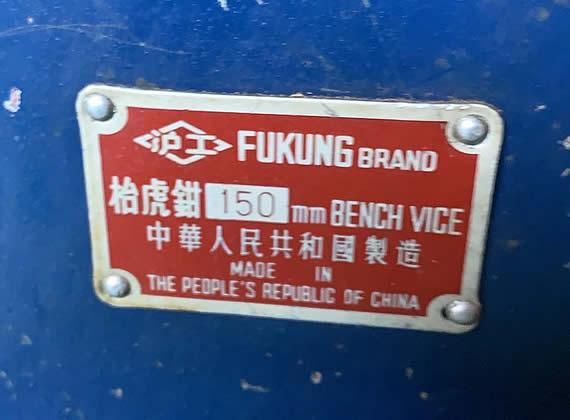 沪工 FUKUNG BRAND
枱虎鉗 150 mm BENCH VICE
中華人民共和國製造
MADE IN
THE PEOPLE'S REPUBLIC OF CHINA